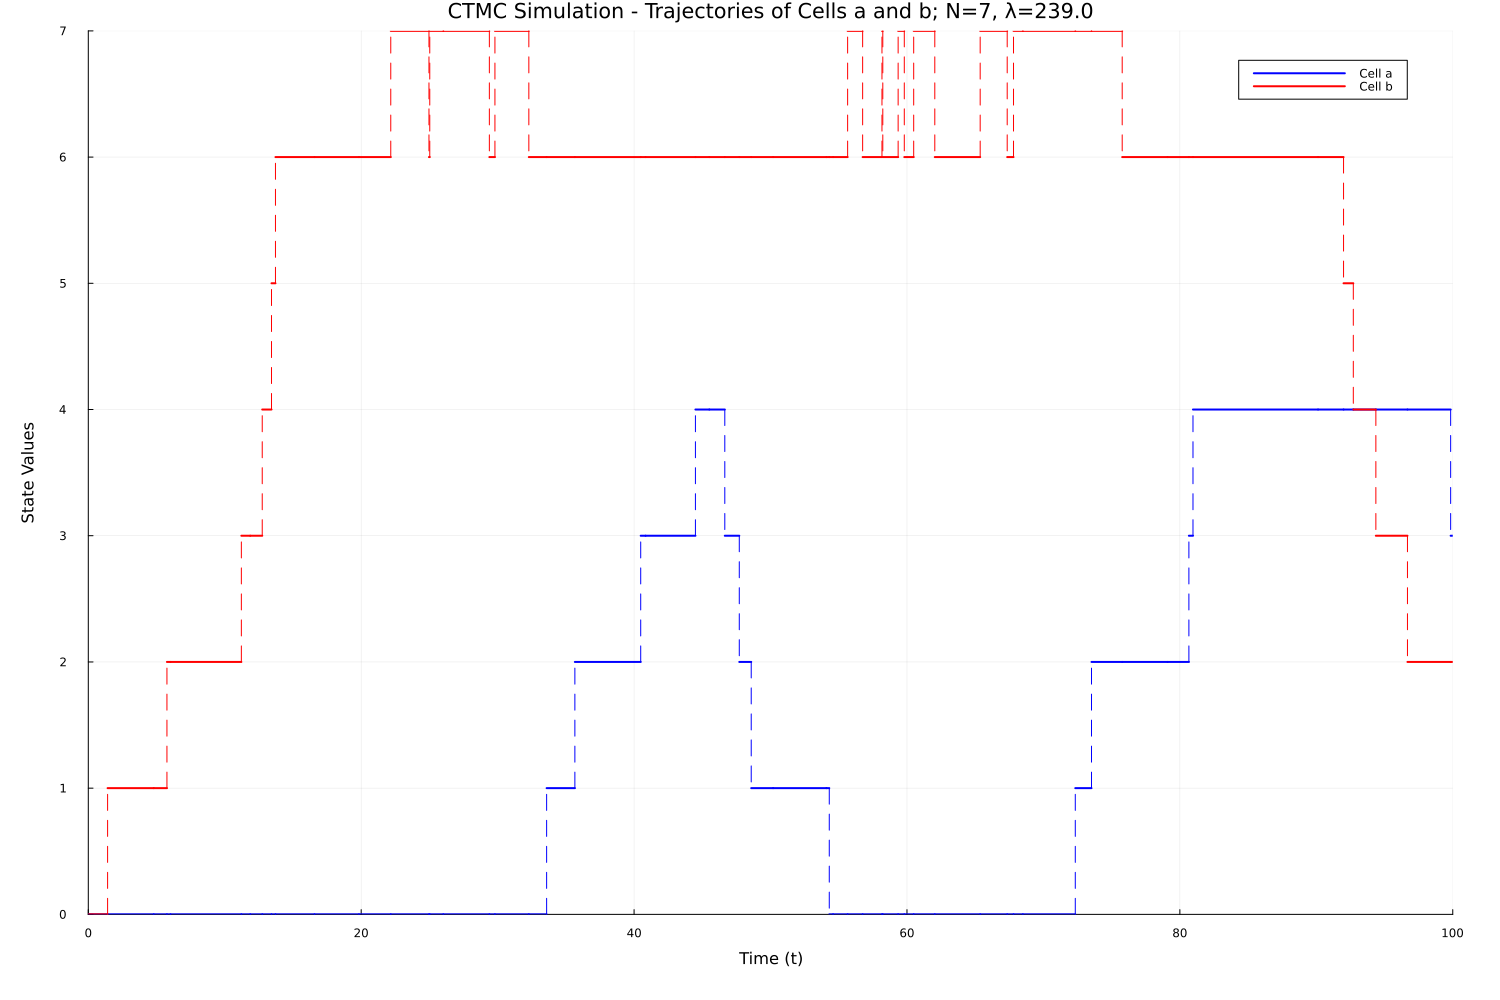 CTMC Simulation - Trajectories of Cells a and b; N=7, λ=239.0
Cell a
Cell b
State Values
7
6
5
4
3
2
1
0
0 20 40 60 80 100
Time (t)